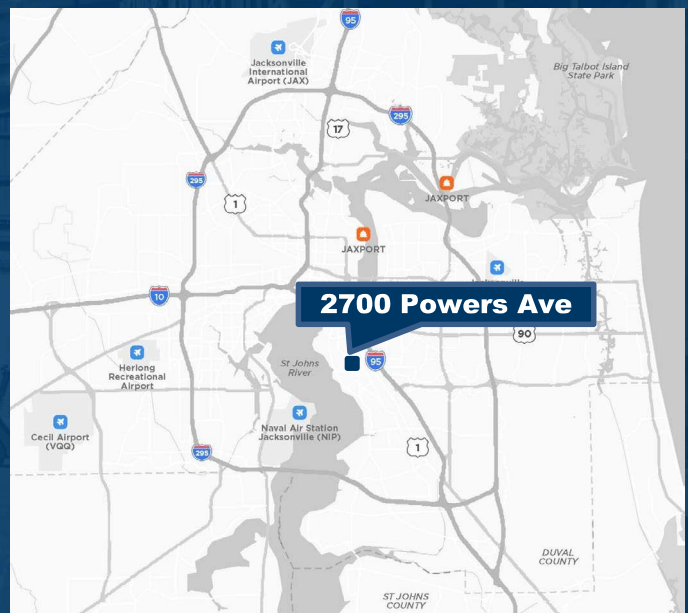 95
Jacksonville
International
Airport (JAX)
Big Talbot Island
State Park
295
17
295
JAXPORT
1
JAXPORT
10
2700 Powers Ave
90
St Johns
River
95
Herlong
Recreational
Airport
Cecil Airport
(VQQ)
Naval Air Station
Jacksonville (NIP)
1
295
DUVAL
COUNTY
ST JOHNS
COUNTY